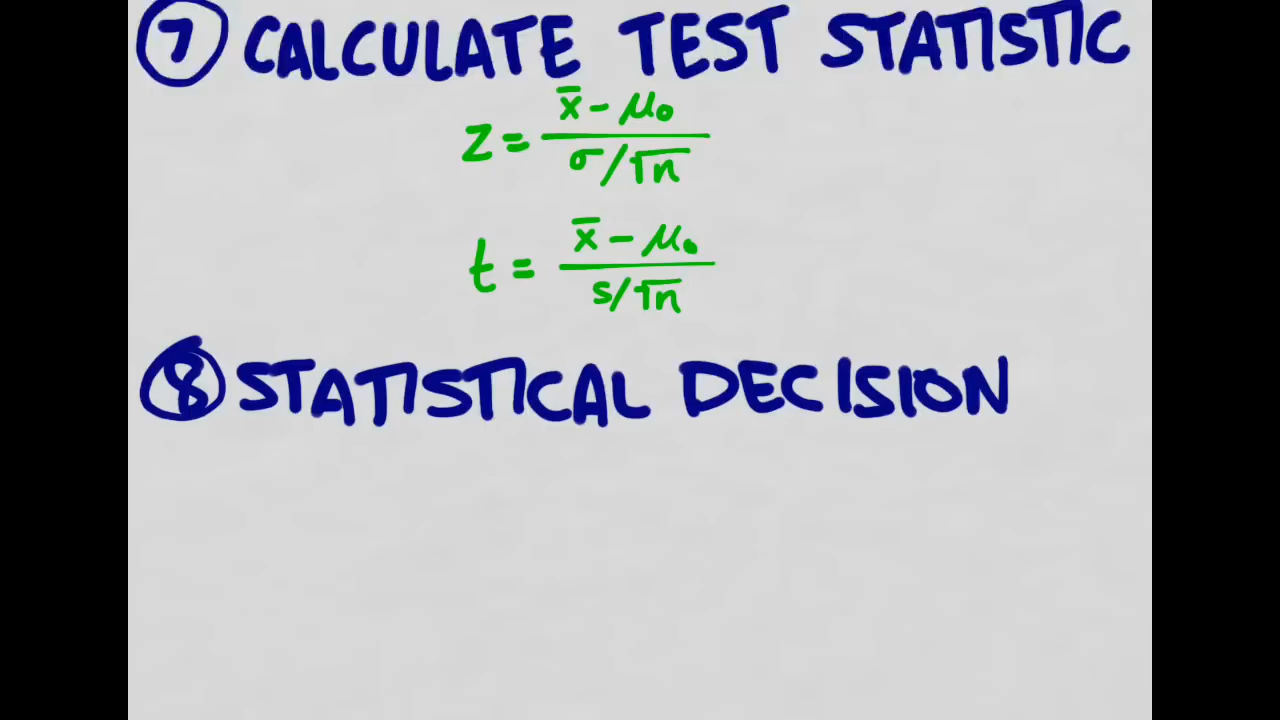 ⑦ CALCULATE TEST STATISTIC
z = (x̄ - μ₀) / (σ/√n)
t = (x̄ - μ₀) / (s/√n)
⑧ STATISTICAL DECISION